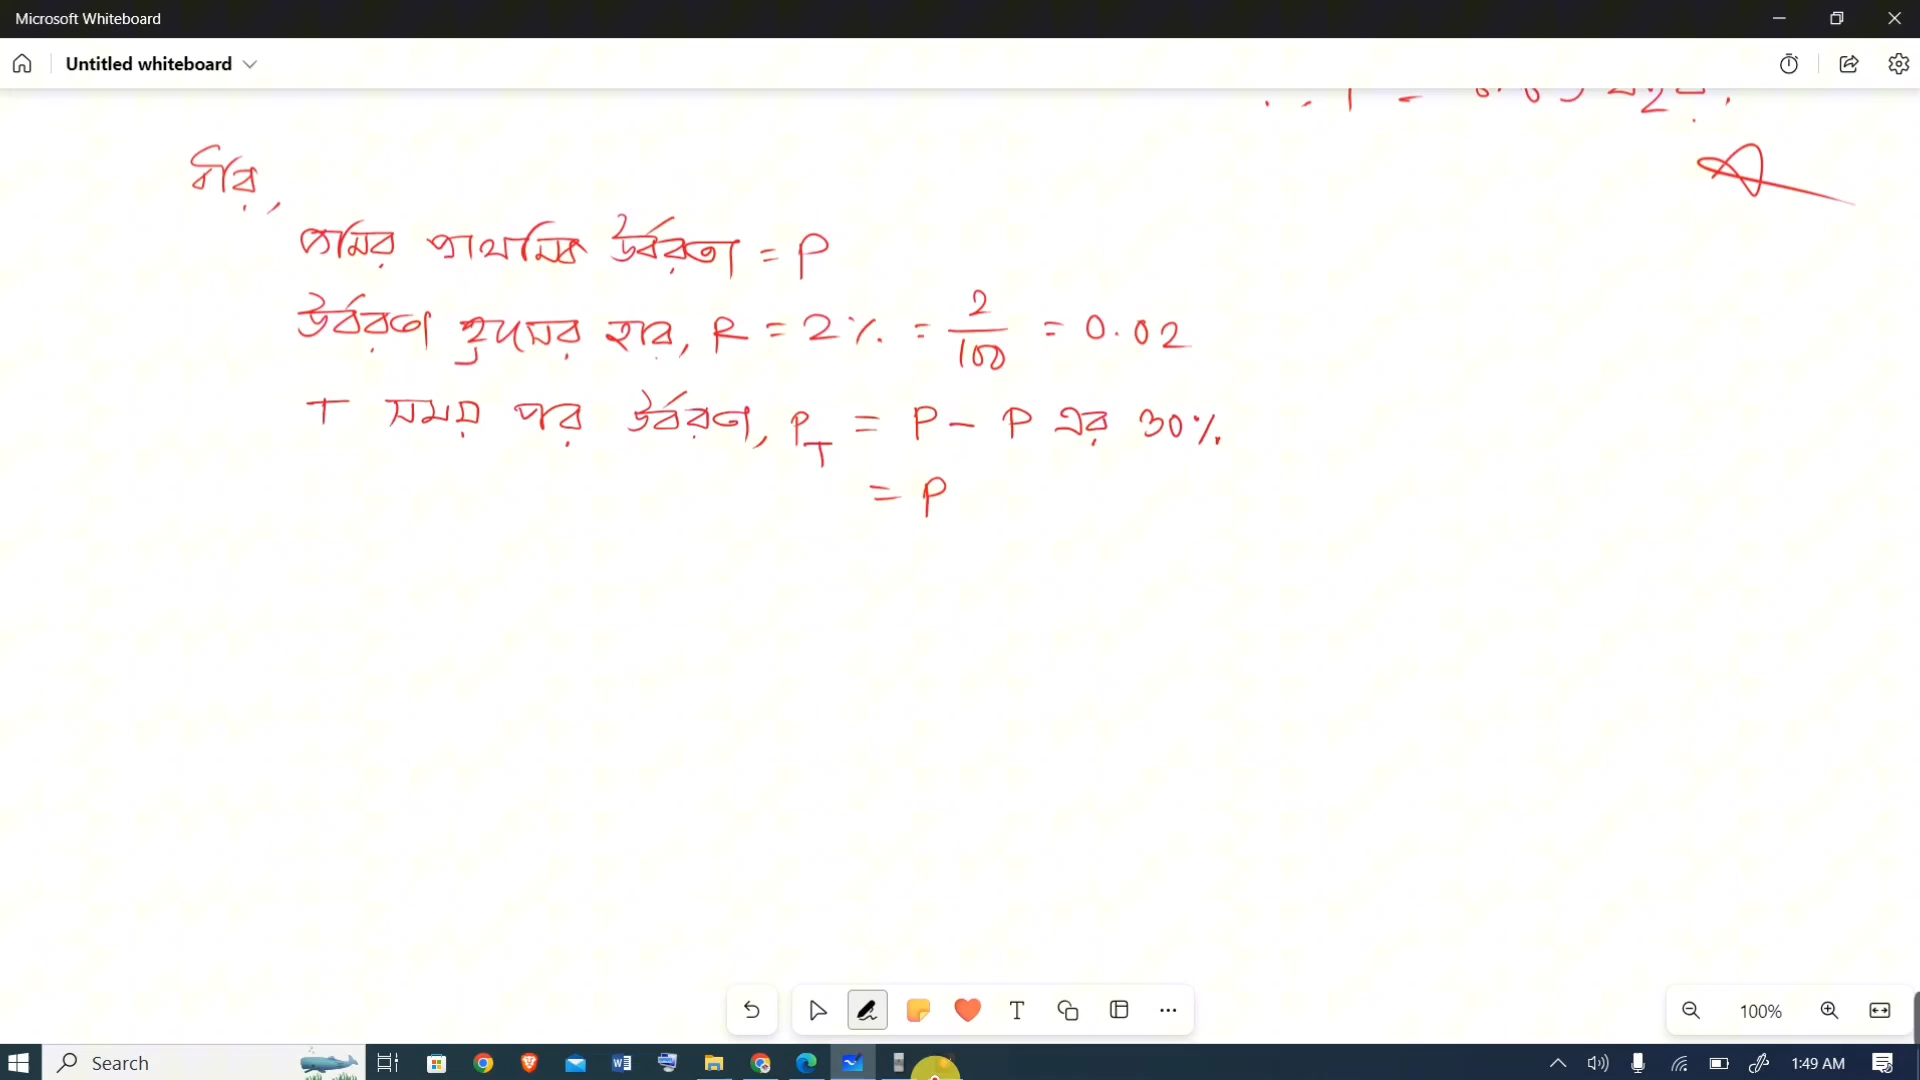 Microsoft Whiteboard
Untitled whiteboard
ধরি,
জমির প্রাথমিক উর্বরতা = P
উর্বরতা হ্রাসের হার, R = 2% = 2/100 = 0.02
T সময় পর উর্বরতা, P_T = P - P এর 30%
= P
100%
Search
1:49 AM